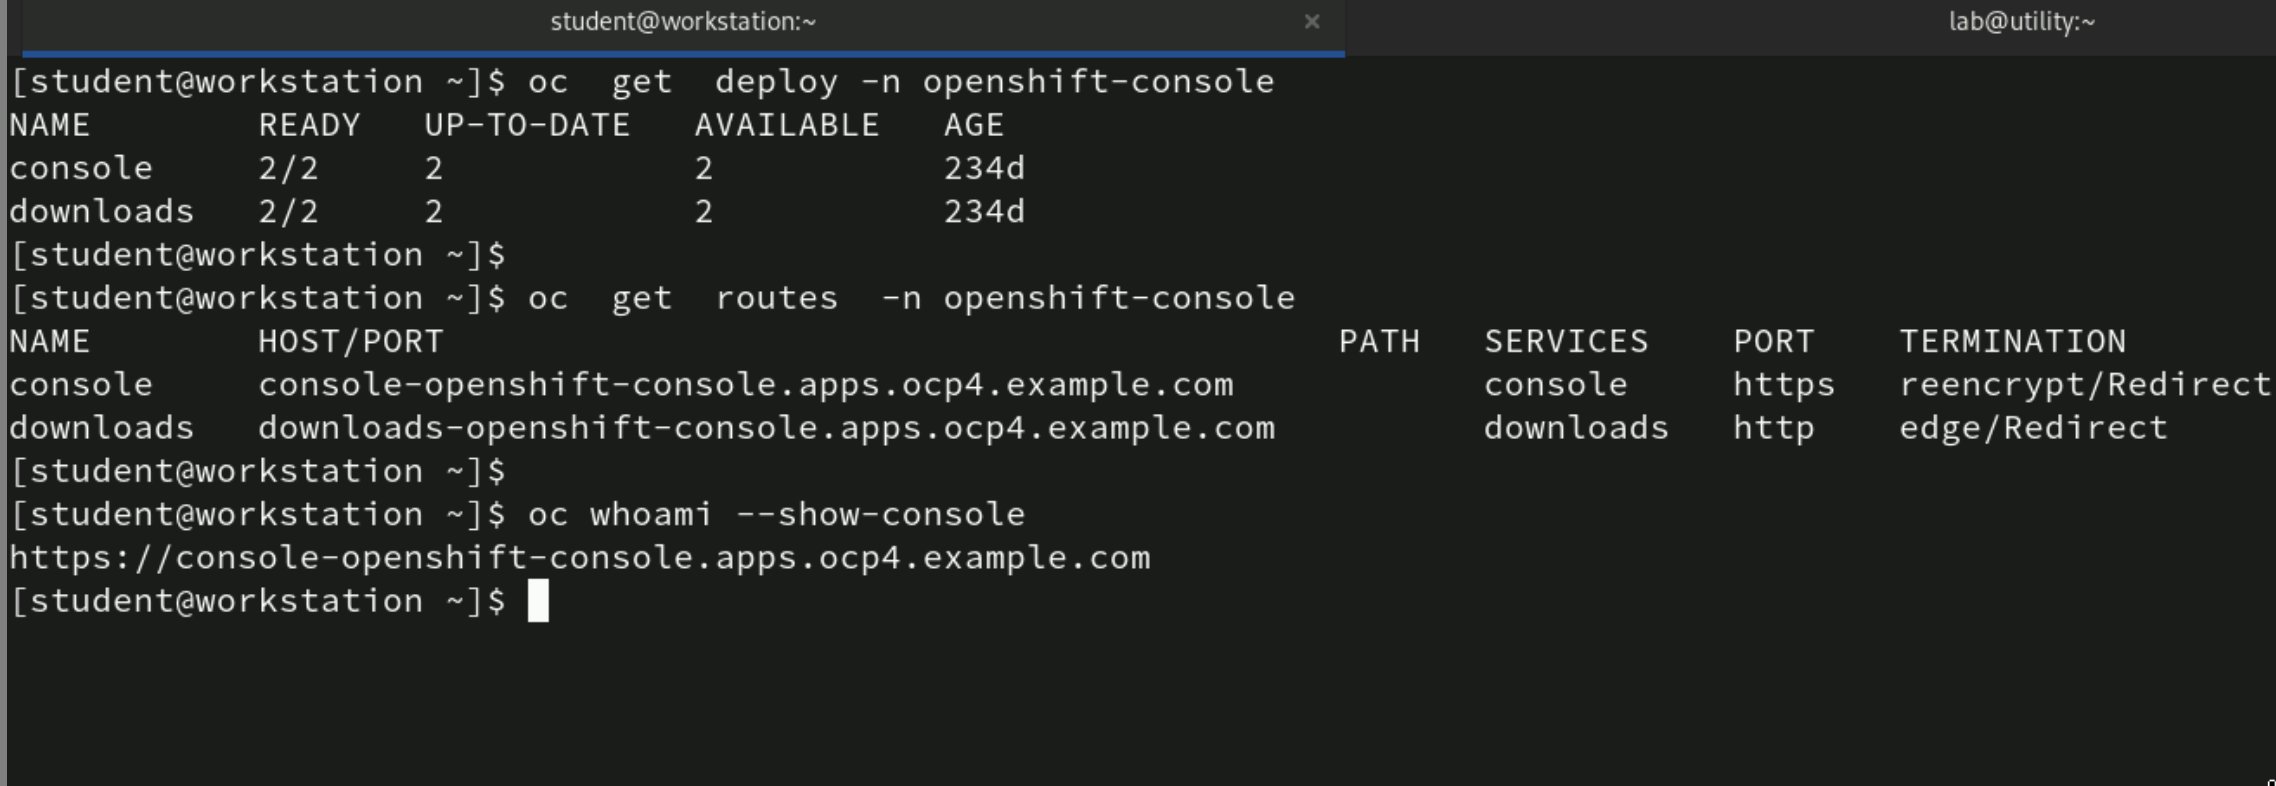 student@workstation:~ × lab@utility:~
[student@workstation ~]$ oc  get  deploy -n openshift-console
NAME        READY   UP-TO-DATE   AVAILABLE   AGE
console     2/2     2            2           234d
downloads   2/2     2            2           234d
[student@workstation ~]$
[student@workstation ~]$ oc  get  routes  -n openshift-console
NAME        HOST/PORT                                           PATH   SERVICES    PORT    TERMINATION
console     console-openshift-console.apps.ocp4.example.com            console     https   reencrypt/Redirect
downloads   downloads-openshift-console.apps.ocp4.example.com          downloads   http    edge/Redirect
[student@workstation ~]$
[student@workstation ~]$ oc whoami --show-console
https://console-openshift-console.apps.ocp4.example.com
[student@workstation ~]$